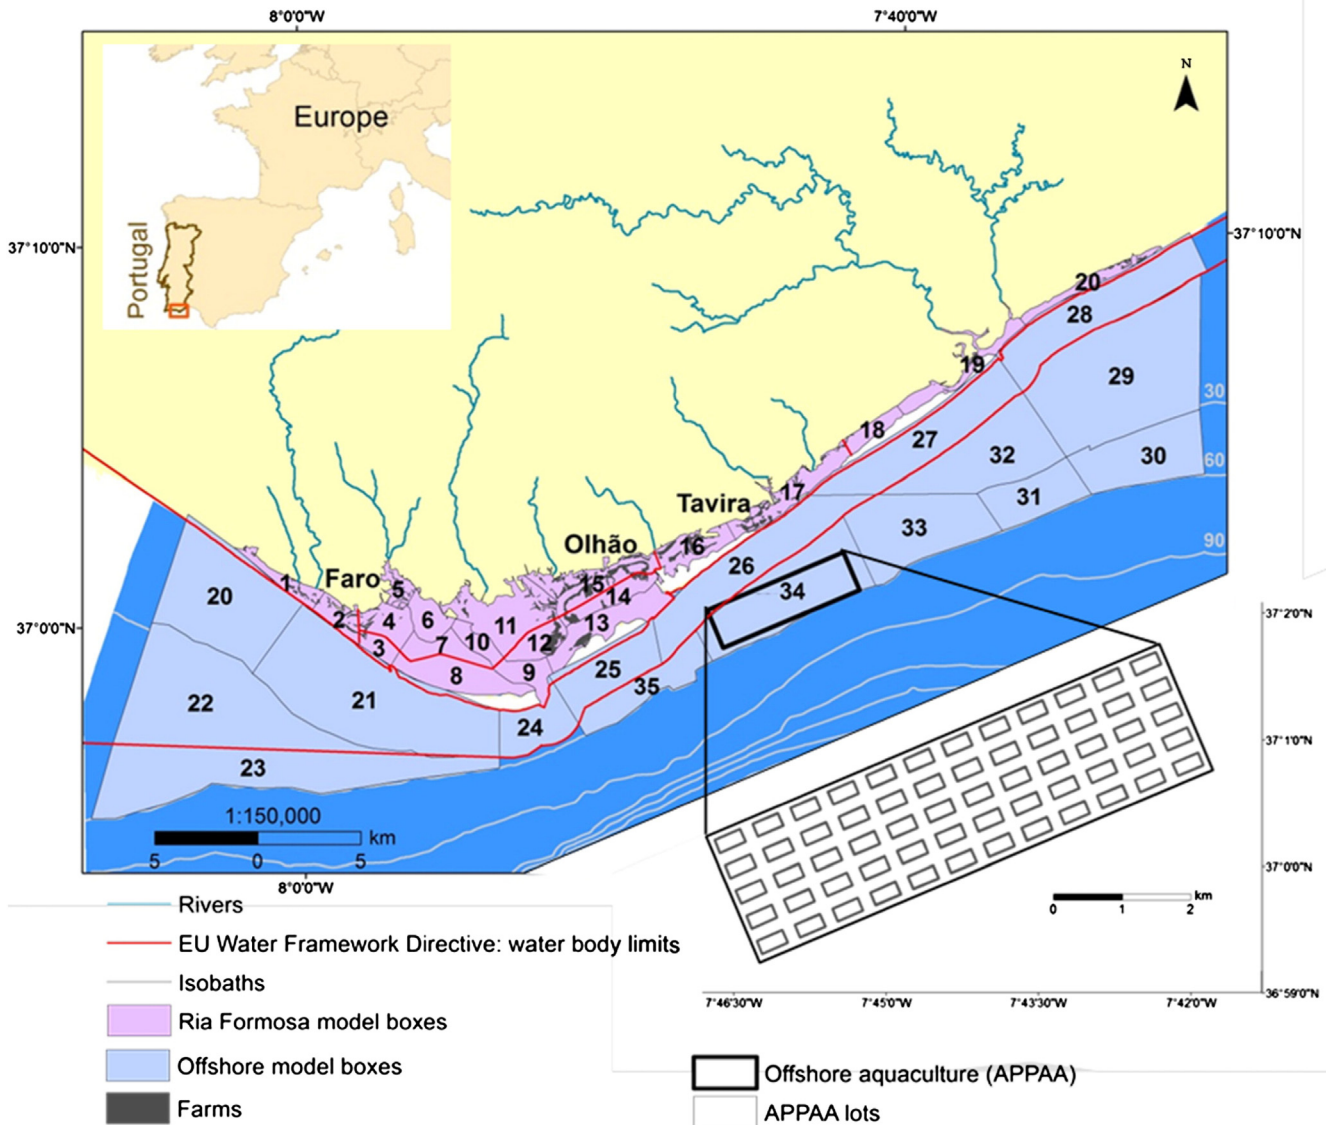 8°0'0"W
7°40'0"W
N
Europe
Portugal
37°10'0"N
37°10'0"N
20
28
29
19
30
18
27
32
60
30
17
31
Tavira
33
90
Olhão
16
26
15
34
Faro
5
1
20
14
37°0'0"N
2
4
6
11
13
37°20'0"N
3
7
10
12
8
9
25
35
22
21
24
23
37°10'0"N
1:150,000
km
5
0
5
8°0'0"W
37°0'0"N
km
0
1
2
Rivers
EU Water Framework Directive: water body limits
Isobaths
36°59'0"N
7°46'30"W
7°45'0"W
7°43'30"W
7°42'0"W
Ria Formosa model boxes
Offshore model boxes
Offshore aquaculture (APPAA)
Farms
APPAA lots